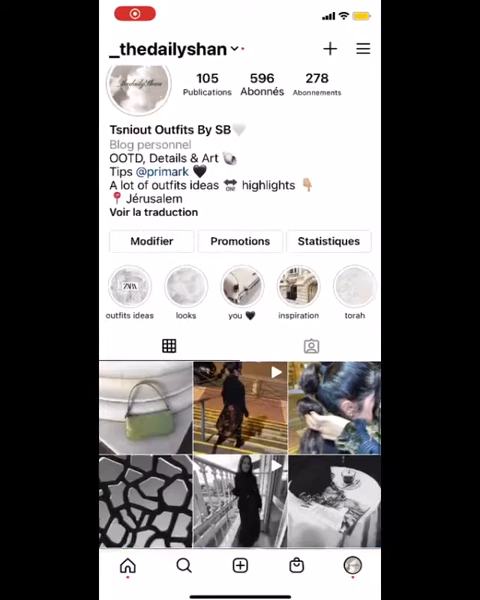 _thedailyshan
105 596 278
Publications Abonnés Abonnements
Tsniout Outfits By SB🤍
Blog personnel
OOTD, Details & Art 🐚
Tips @primark 🖤
A lot of outfits ideas 🔛 highlights 👇🏼
📍Jérusalem
Voir la traduction
Modifier Promotions Statistiques
ZARA
outfits ideas looks you 🖤 inspiration torah